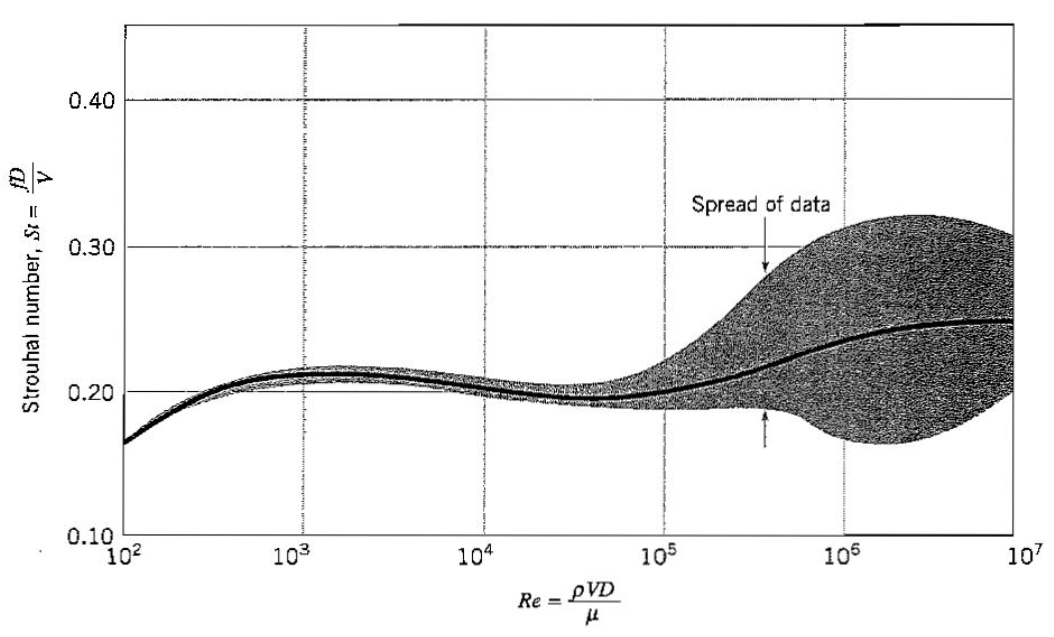 0.40
0.30
0.20
0.10
Strouhal number, St = fD/V
Spread of data
10² 10³ 10⁴ 10⁵ 10⁶ 10⁷
Re = ρVD/μ